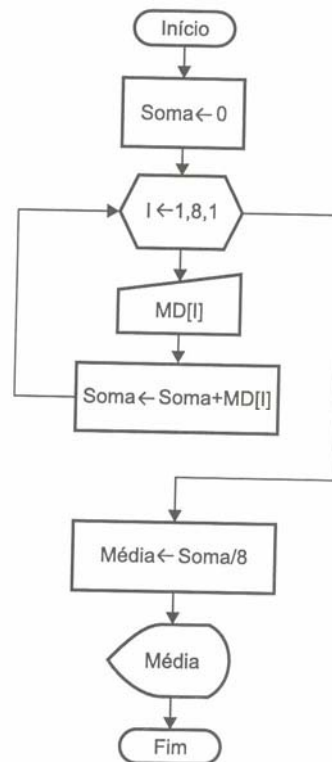 Início
Soma←0
I←1,8,1
MD[I]
Soma←Soma+MD[I]
Média←Soma/8
Média
Fim